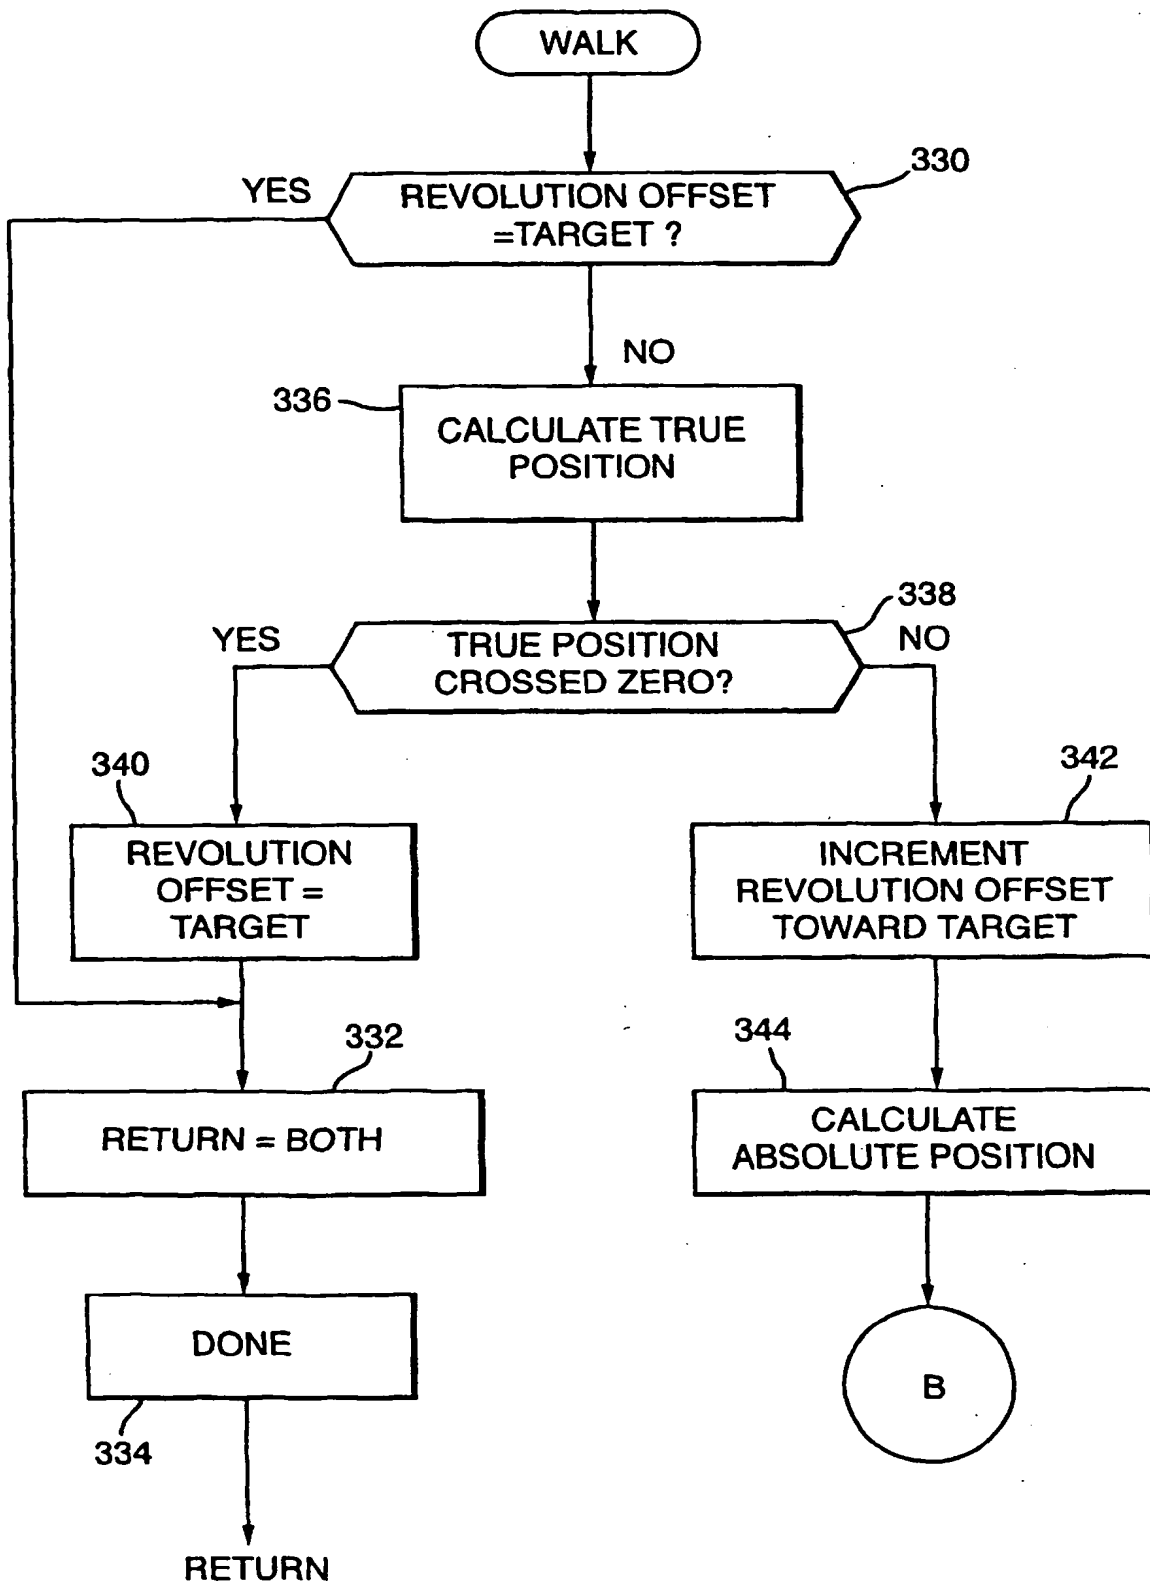 WALK
330
YES
REVOLUTION OFFSET
=TARGET ?
NO
336
CALCULATE TRUE
POSITION
338
YES
TRUE POSITION
CROSSED ZERO?
NO
340
342
REVOLUTION
OFFSET =
TARGET
INCREMENT
REVOLUTION OFFSET
TOWARD TARGET
332
344
RETURN = BOTH
CALCULATE
ABSOLUTE POSITION
DONE
B
334
RETURN